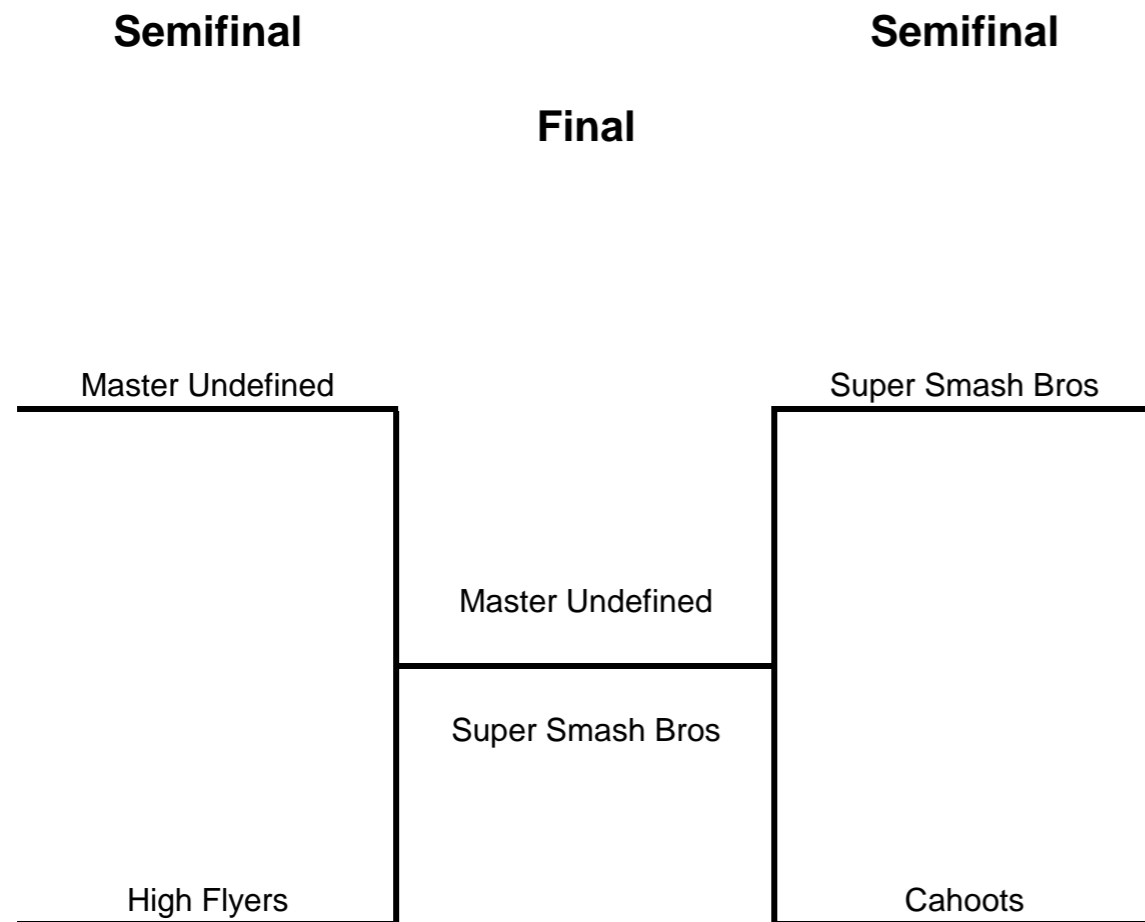 Semifinal
Semifinal
Final
Master Undefined
Super Smash Bros
Master Undefined
Super Smash Bros
High Flyers
Cahoots